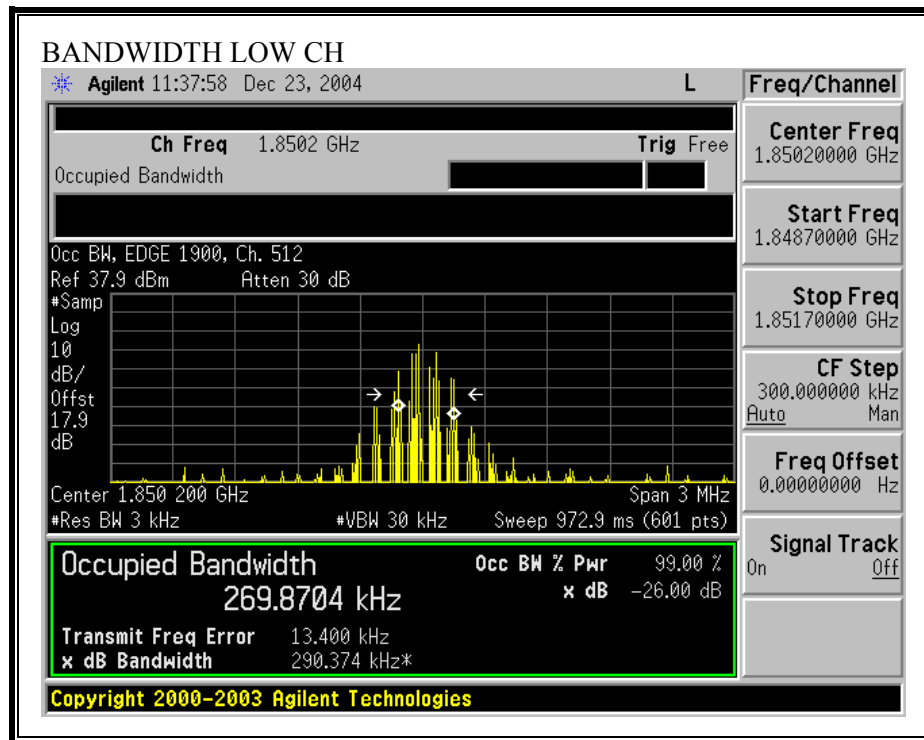 BANDWIDTH LOW CH
Agilent 11:37:58 Dec 23, 2004 L
Freq/Channel
Ch Freq 1.8502 GHz Trig Free
Occupied Bandwidth
Center Freq
1.85020000 GHz
Start Freq
1.84870000 GHz
Stop Freq
1.85170000 GHz
CF Step
300.000000 kHz
Auto Man
Freq Offset
0.00000000 Hz
Signal Track
On Off
Occ BW, EDGE 1900, Ch. 512
Ref 37.9 dBm Atten 30 dB
#Samp
Log
10
dB/
Offst
17.9
dB
Center 1.850 200 GHz Span 3 MHz
#Res BW 3 kHz #VBW 30 kHz Sweep 972.9 ms (601 pts)
Occupied Bandwidth Occ BW % Pwr 99.00 %
269.8704 kHz x dB -26.00 dB
Transmit Freq Error 13.400 kHz
x dB Bandwidth 290.374 kHz*
Copyright 2000-2003 Agilent Technologies